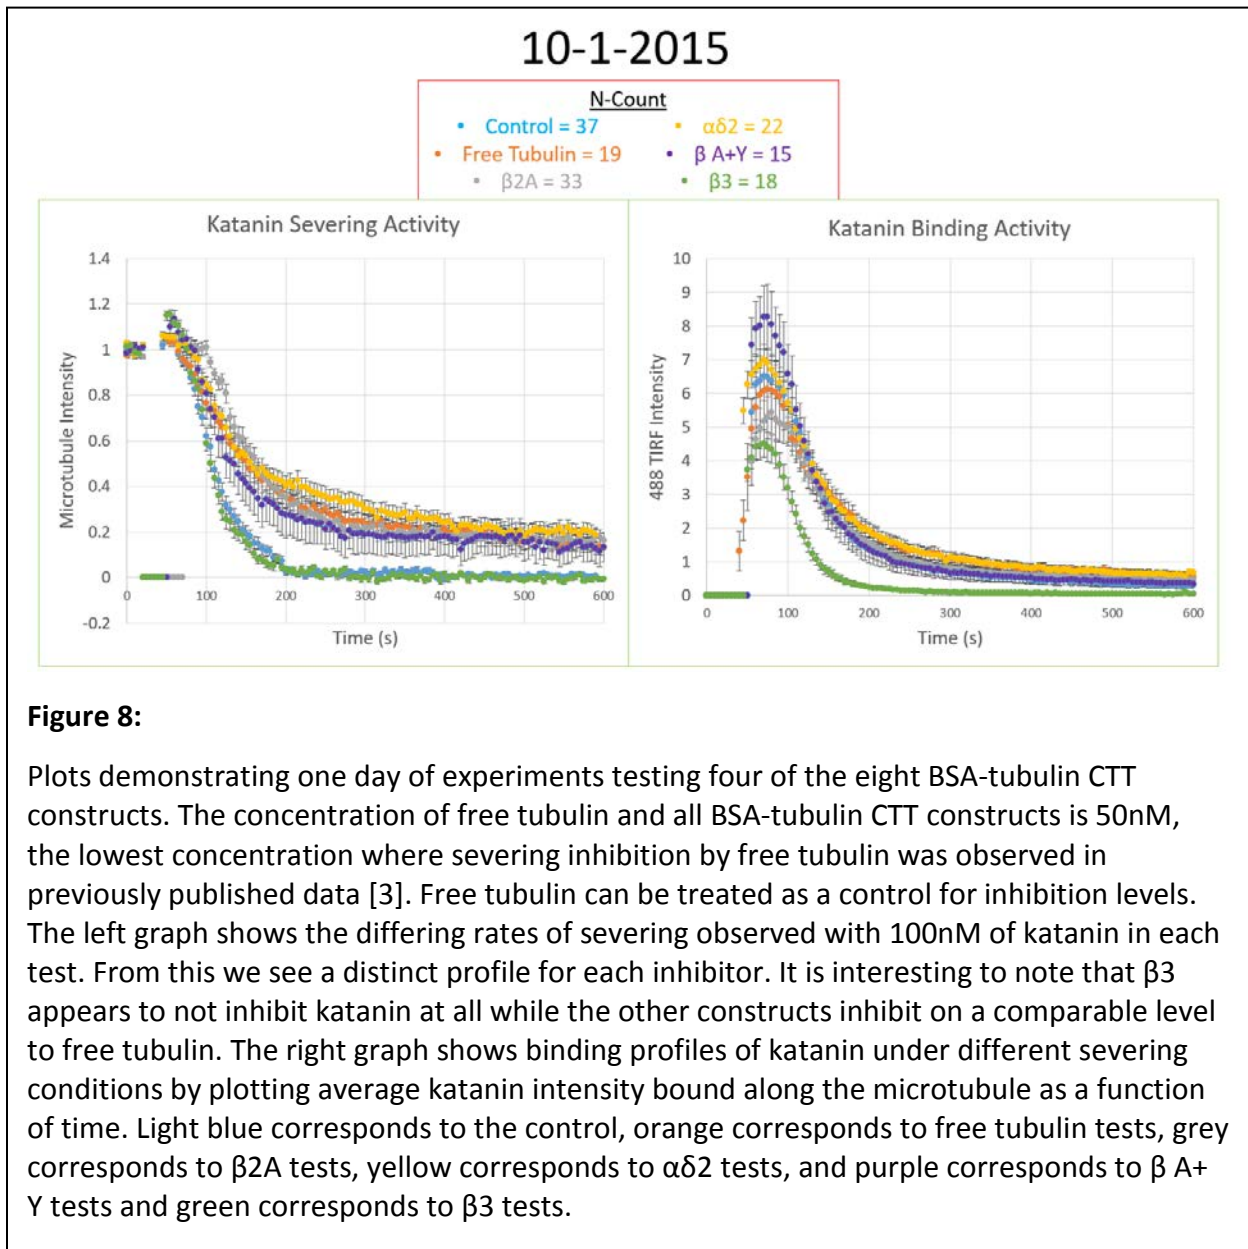 10-1-2015
N-Count
• Control = 37
• αδ2 = 22
• Free Tubulin = 19
• β A+Y = 15
• β2A = 33
• β3 = 18
Katanin Severing Activity
1.4
1.2
1
0.8
0.6
0.4
0.2
0
-0.2
Microtubule Intensity
0 100 200 300 400 500 600
Time (s)
Katanin Binding Activity
10
9
8
7
6
5
4
3
2
1
0
488 TIRF Intensity
0 100 200 300 400 500 600
Time (s)
Figure 8:
Plots demonstrating one day of experiments testing four of the eight BSA-tubulin CTT
constructs. The concentration of free tubulin and all BSA-tubulin CTT constructs is 50nM,
the lowest concentration where severing inhibition by free tubulin was observed in
previously published data [3]. Free tubulin can be treated as a control for inhibition levels.
The left graph shows the differing rates of severing observed with 100nM of katanin in each
test. From this we see a distinct profile for each inhibitor. It is interesting to note that β3
appears to not inhibit katanin at all while the other constructs inhibit on a comparable level
to free tubulin. The right graph shows binding profiles of katanin under different severing
conditions by plotting average katanin intensity bound along the microtubule as a function
of time. Light blue corresponds to the control, orange corresponds to free tubulin tests, grey
corresponds to β2A tests, yellow corresponds to αδ2 tests, and purple corresponds to β A+
Y tests and green corresponds to β3 tests.